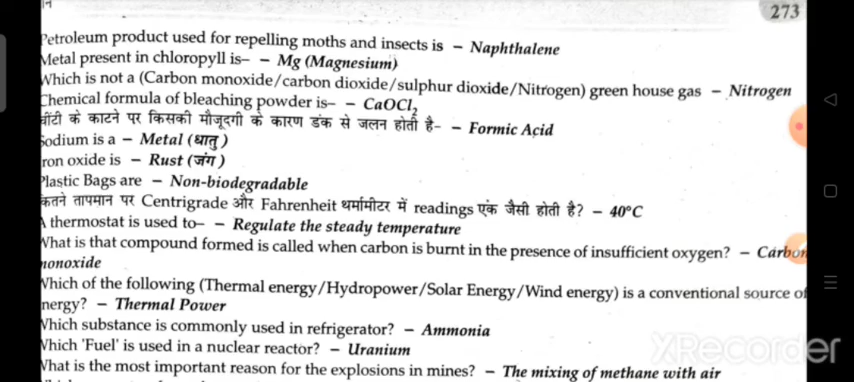 273
Petroleum product used for repelling moths and insects is – Naphthalene
Metal present in chloropyll is– – Mg (Magnesium)
Which is not a (Carbon monoxide/carbon dioxide/sulphur dioxide/Nitrogen) green house gas – Nitrogen
Chemical formula of bleaching powder is– – CaOCl₂
चींटी के काटने पर किसकी मौजूदगी के कारण डंक से जलन होती है- – Formic Acid
Sodium is a – Metal (धातु)
ron oxide is – Rust (जंग)
Plastic Bags are – Non-biodegradable
कितने तापमान पर Centigrade और Fahrenheit थर्मामीटर में readings एक जैसी होती है? – 40°C
A thermostat is used to– – Regulate the steady temperature
What is that compound formed is called when carbon is burnt in the presence of insufficient oxygen? – Carbon
monoxide
Which of the following (Thermal energy/Hydropower/Solar Energy/Wind energy) is a conventional source of
nergy? – Thermal Power
Which substance is commonly used in refrigerator? – Ammonia
Which 'Fuel' is used in a nuclear reactor? – Uranium
What is the most important reason for the explosions in mines? – The mixing of methane with air
XRecorder